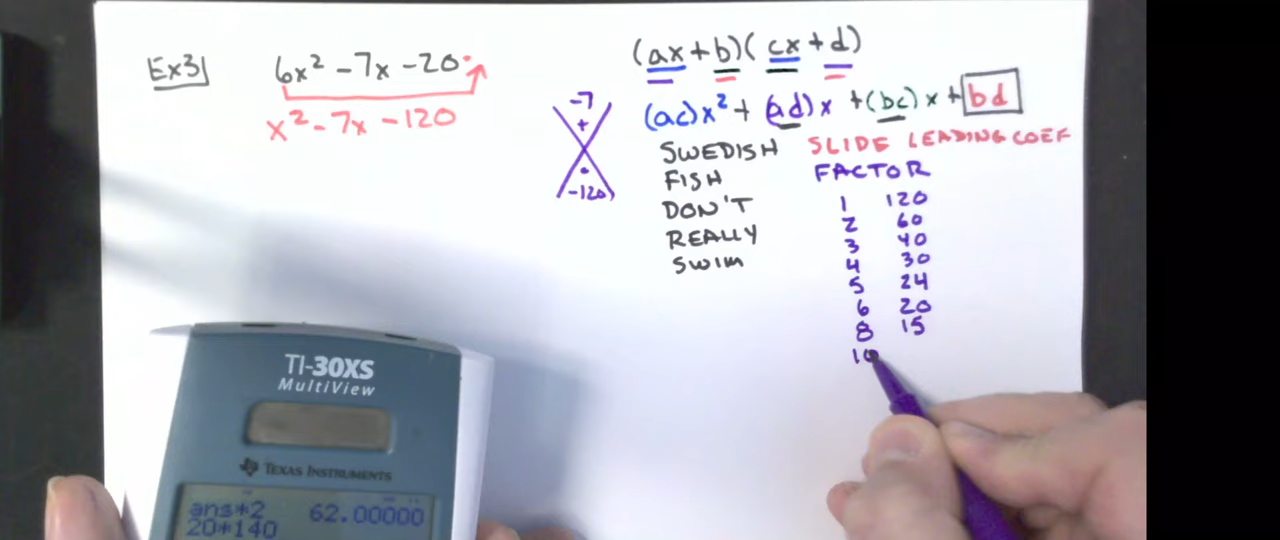 Ex3
6x² - 7x - 20
x² - 7x - 120
-7
+
•
-120
(ax + b)(cx + d)
(ac)x² + (ad)x + (bc)x + bd
SWEDISH
FISH
DON'T
REALLY
SWIM
SLIDE LEADING COEF
FACTOR
1 120
2 60
3 40
4 30
5 24
6 20
8 15
10
TI-30XS
MultiView
TEXAS INSTRUMENTS
ans*2 62.00000
20*140